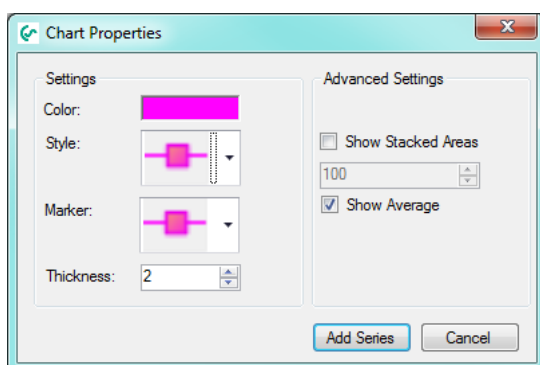 Chart Properties
Settings
Color:
Style:
Marker:
Thickness: 2
Advanced Settings
Show Stacked Areas
100
Show Average
Add Series Cancel